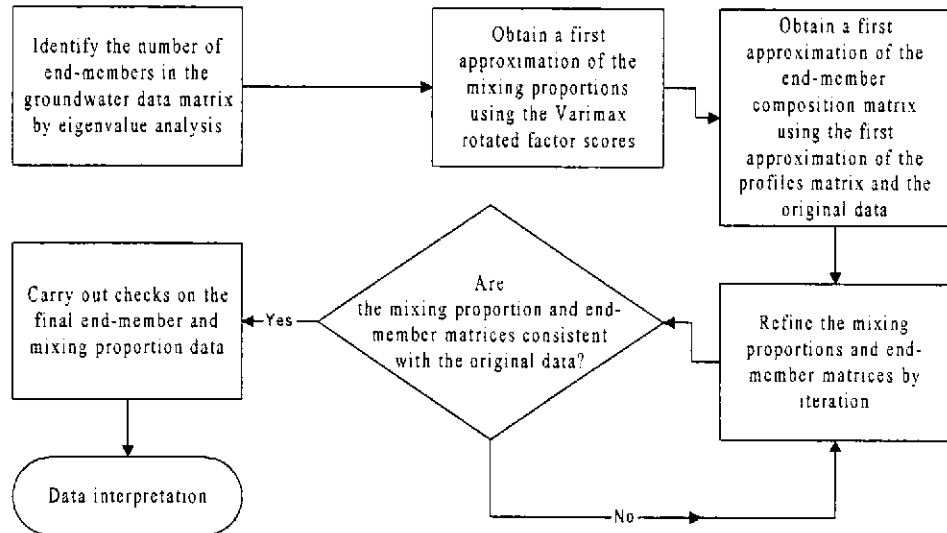 Identify the number of
end-members in the
groundwater data matrix
by eigenvalue analysis
Obtain a first
approximation of the
mixing proportions
using the Varimax
rotated factor scores
Obtain a first
approximation of the
end-member
composition matrix
using the first
approximation of the
profiles matrix and the
original data
Refine the mixing
proportions and end-
member matrices by
iteration
Are
the mixing proportion and end-
member matrices consistent
with the original data?
Yes
No
Carry out checks on the
final end-member and
mixing proportion data
Data interpretation